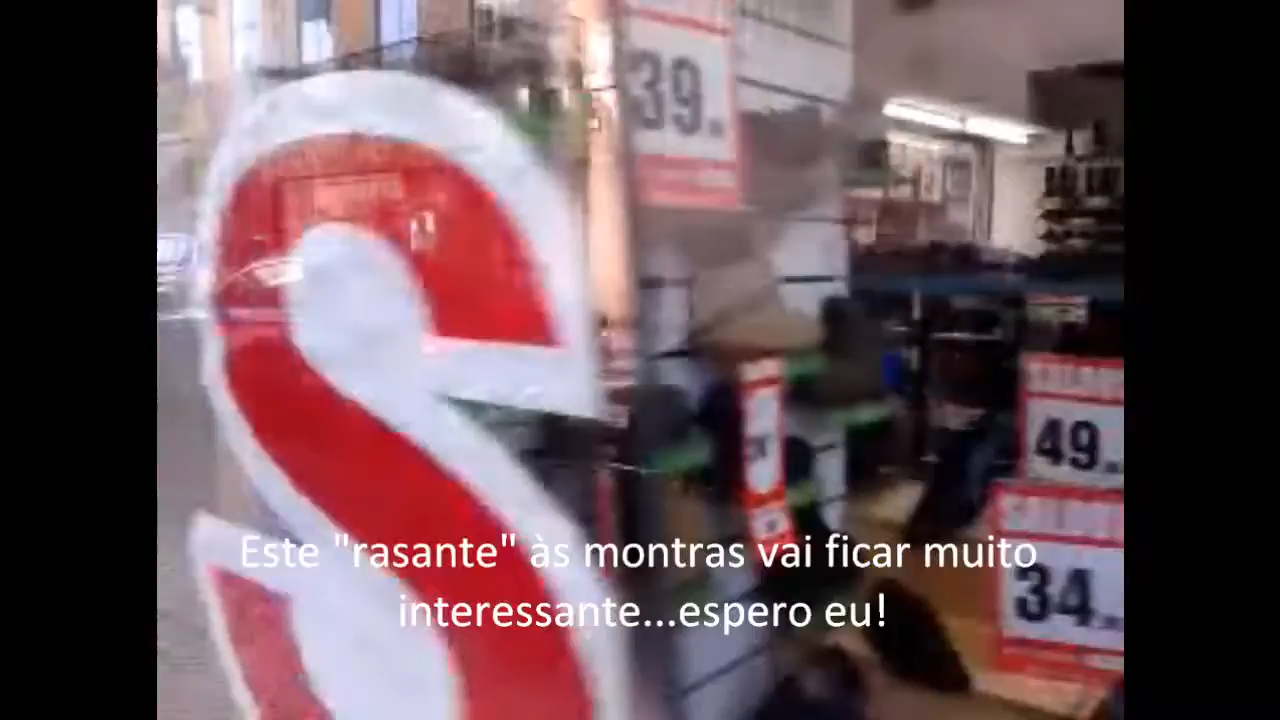 S
39.
49.
34.
Este "rasante" às montras vai ficar muito
interessante...espero eu!